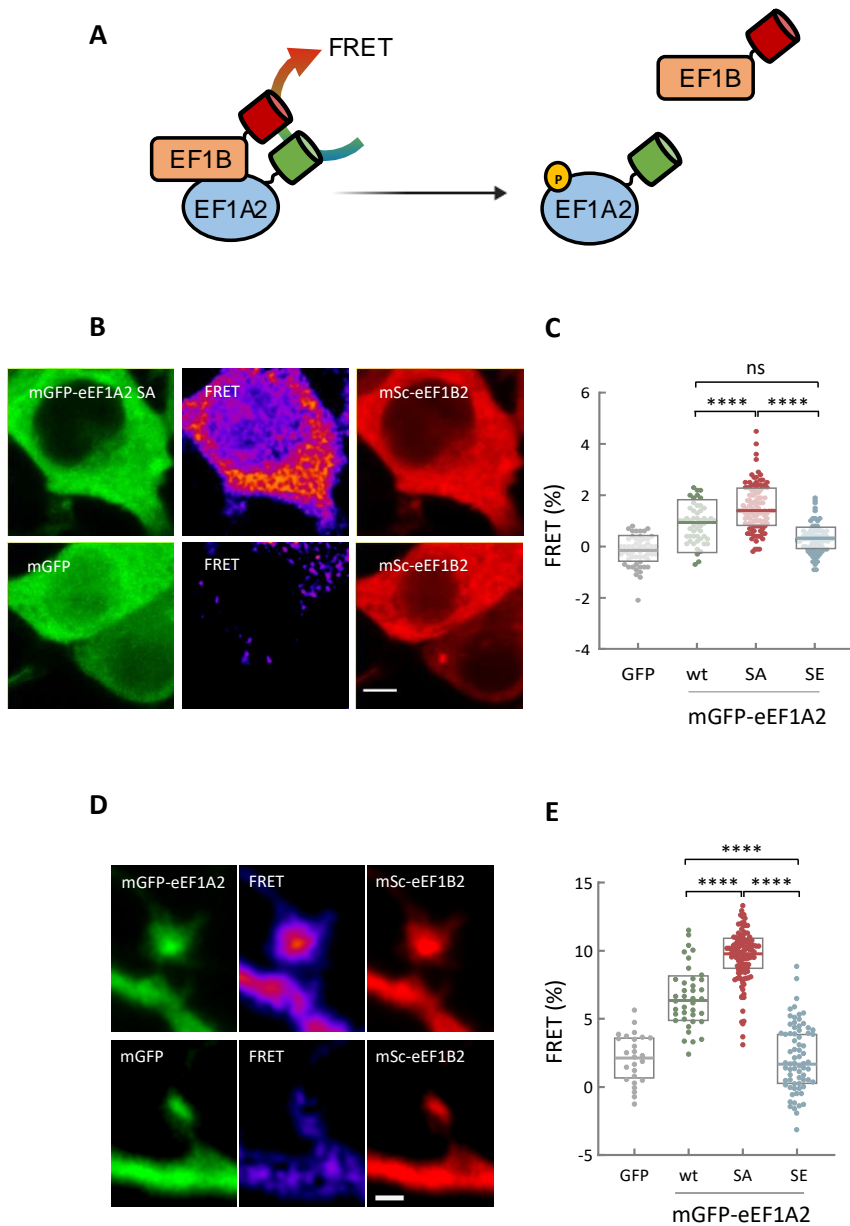 A
FRET
EF1B
EF1A2
EF1B
P
EF1A2
B
mGFP-eEF1A2 SA
FRET
mSc-eEF1B2
mGFP
FRET
mSc-eEF1B2
C
ns
**** ****
6
4
2
0
-2
-4
FRET (%)
GFP wt SA SE
mGFP-eEF1A2
D
mGFP-eEF1A2
FRET
mSc-eEF1B2
mGFP
FRET
mSc-eEF1B2
E
****
**** ****
15
10
5
0
-5
FRET (%)
GFP wt SA SE
mGFP-eEF1A2